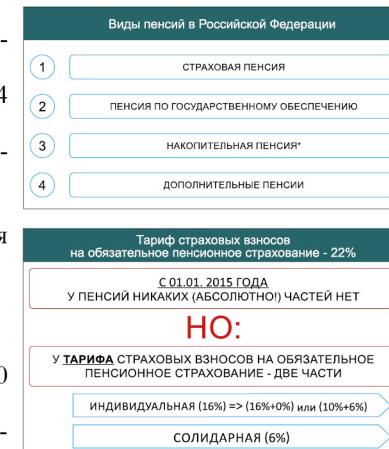 Виды пенсий в Российской Федерации
1 СТРАХОВАЯ ПЕНСИЯ
2 ПЕНСИЯ ПО ГОСУДАРСТВЕННОМУ ОБЕСПЕЧЕНИЮ
3 НАКОПИТЕЛЬНАЯ ПЕНСИЯ*
4 ДОПОЛНИТЕЛЬНЫЕ ПЕНСИИ
Тариф страховых взносов
на обязательное пенсионное страхование - 22%
С 01.01. 2015 ГОДА
У ПЕНСИЙ НИКАКИХ (АБСОЛЮТНО!) ЧАСТЕЙ НЕТ
НО:
У ТАРИФА СТРАХОВЫХ ВЗНОСОВ НА ОБЯЗАТЕЛЬНОЕ
ПЕНСИОННОЕ СТРАХОВАНИЕ - ДВЕ ЧАСТИ
ИНДИВИДУАЛЬНАЯ (16%) => (16%+0%) или (10%+6%)
СОЛИДАРНАЯ (6%)